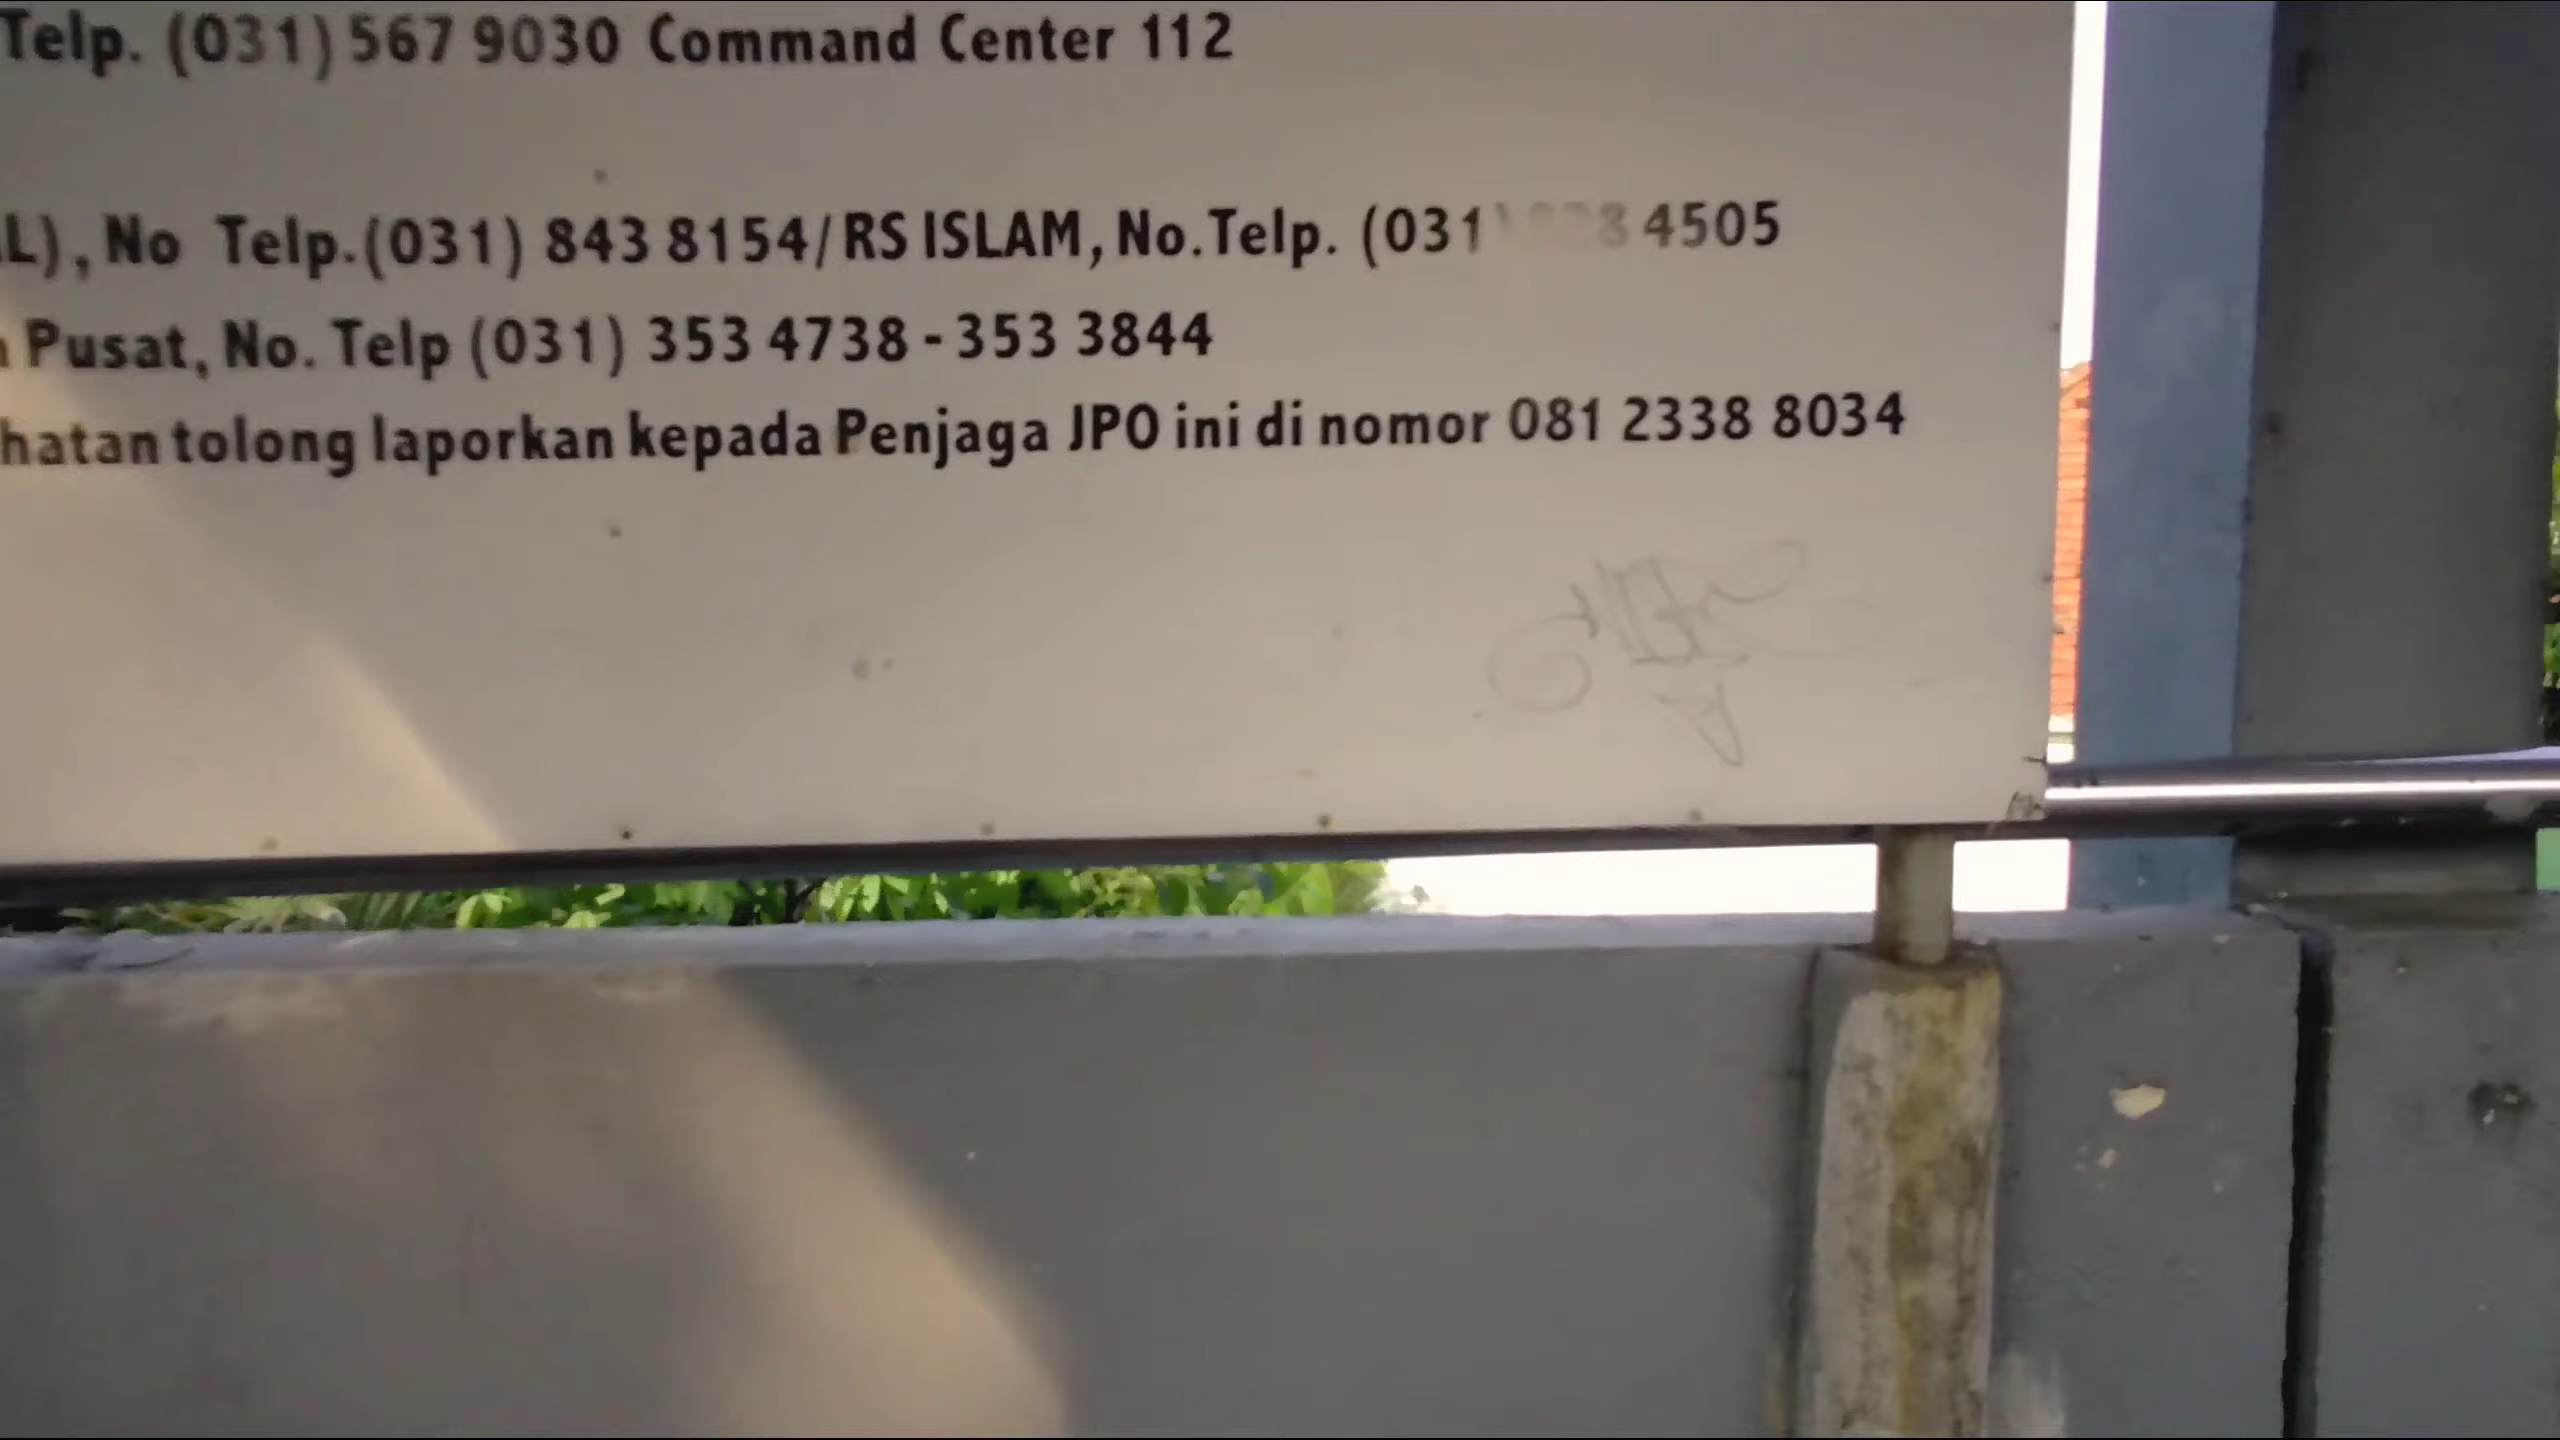 Telp. (031) 567 9030 Command Center 112
L), No Telp.(031) 843 8154/RS ISLAM, No.Telp. (031) 4505
Pusat, No. Telp (031) 353 4738 - 353 3844
hatan tolong laporkan kepada Penjaga JPO ini di nomor 081 2338 8034